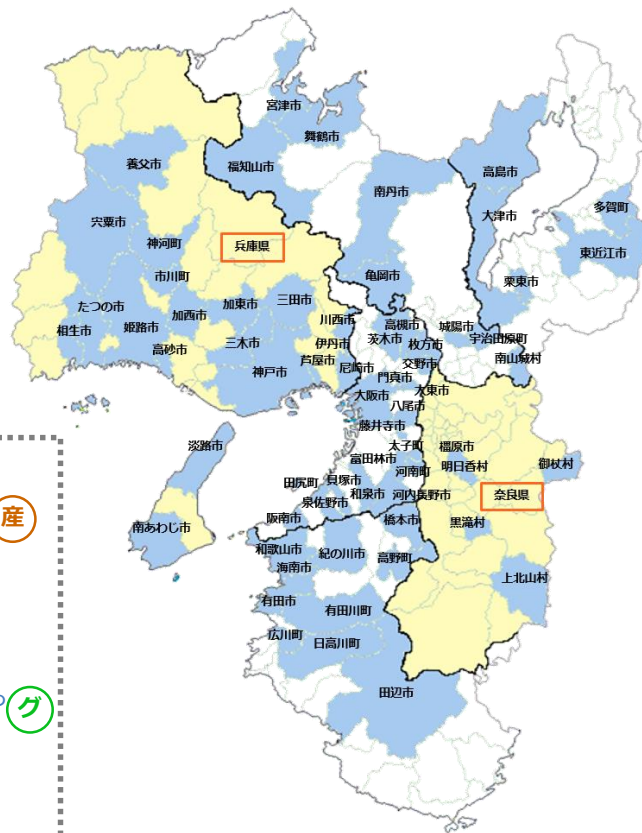 宮津市
舞鶴市
福知山市
養父市
南丹市
高島市
宍粟市
大津市
多賀町
神河町
兵庫県
東近江市
市川町
亀岡市
栗東市
たつの市
加西市
加東市
三田市
川西市
高槻市
城陽市
宇治田原町
相生市
姫路市
三木市
伊丹市
茨木市
枚方市
南山城村
高砂市
芦屋市
尼崎市
交野市
神戸市
門真市
大阪市
大東市
八尾市
藤井寺市
淡路市
太子町
橿原市
富田林市
明日香村
御杖村
田尻町
貝塚市
河南町
泉佐野市
和泉市
河内長野市
奈良県
産
南あわじ市
阪南市
橋本市
黒滝村
和歌山市
紀の川市
高野町
海南市
上北山村
有田市
有田川町
広川町
日高川町
田辺市
グ